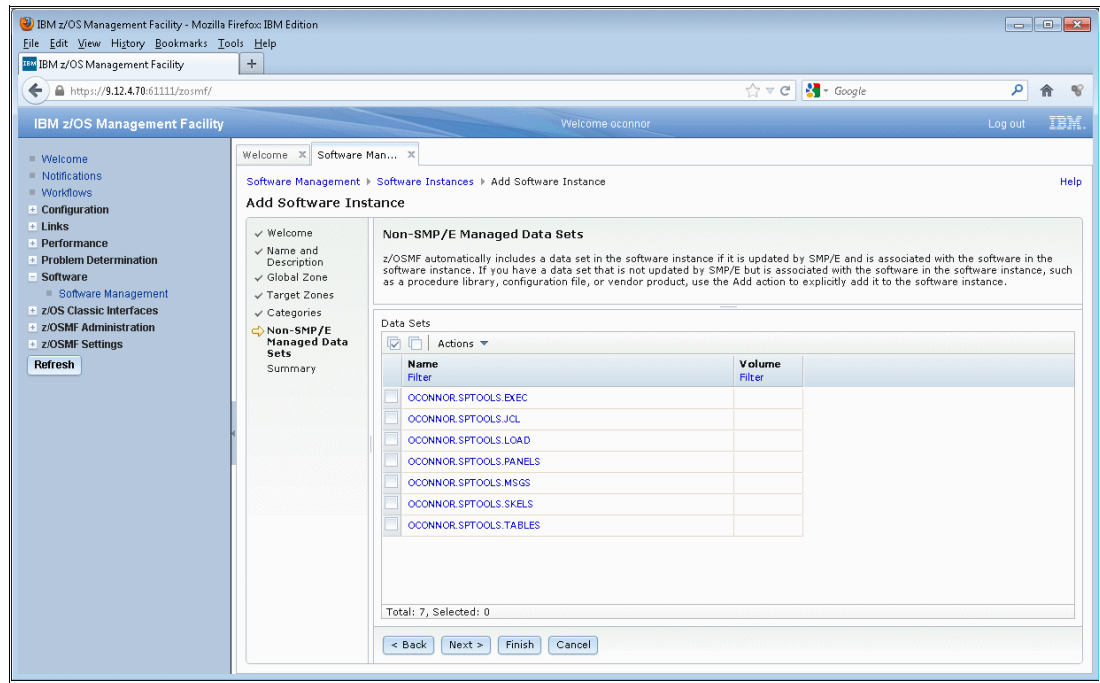 IBM z/OS Management Facility - Mozilla Firefox: IBM Edition
File Edit View History Bookmarks Tools Help
IBM IBM z/OS Management Facility +
https://9.12.4.70:61111/zosmf/
Google
IBM z/OS Management Facility
Welcome oconnor
Log out
IBM.
Welcome
Notifications
Workflows
Configuration
Links
Performance
Problem Determination
Software
Software Management
z/OS Classic Interfaces
z/OSMF Administration
z/OSMF Settings
Refresh
Welcome X Software Man... X
Software Management Software Instances Add Software Instance
Help
Add Software Instance
Welcome
Name and
Description
Global Zone
Target Zones
Categories
Non-SMP/E
Managed Data
Sets
Summary
Non-SMP/E Managed Data Sets
z/OSMF automatically includes a data set in the software instance if it is updated by SMP/E and is associated with the software in the
software instance. If you have a data set that is not updated by SMP/E but is associated with the software in the software instance, such
as a procedure library, configuration file, or vendor product, use the Add action to explicitly add it to the software instance.
Data Sets
Actions
Name Volume
Filter Filter
OCONNOR.SPTOOLS.EXEC
OCONNOR.SPTOOLS.JCL
OCONNOR.SPTOOLS.LOAD
OCONNOR.SPTOOLS.PANELS
OCONNOR.SPTOOLS.MSGS
OCONNOR.SPTOOLS.SKELS
OCONNOR.SPTOOLS.TABLES
Total: 7, Selected: 0
< Back Next > Finish Cancel